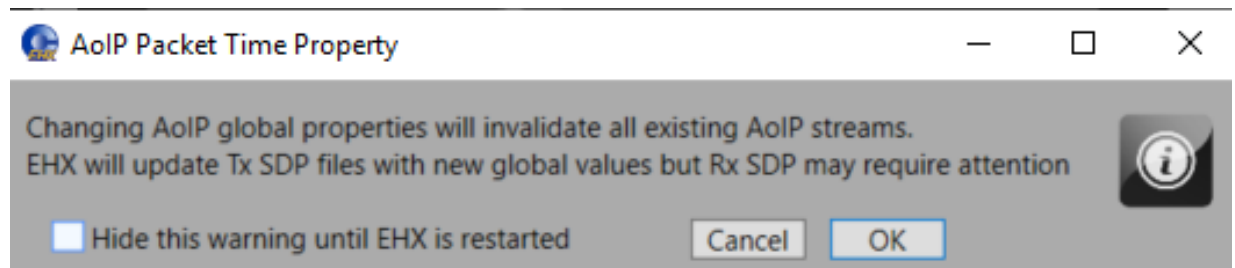 AoIP Packet Time Property
Changing AoIP global properties will invalidate all existing AoIP streams.
EHX will update Tx SDP files with new global values but Rx SDP may require attention
Hide this warning until EHX is restarted
Cancel
OK